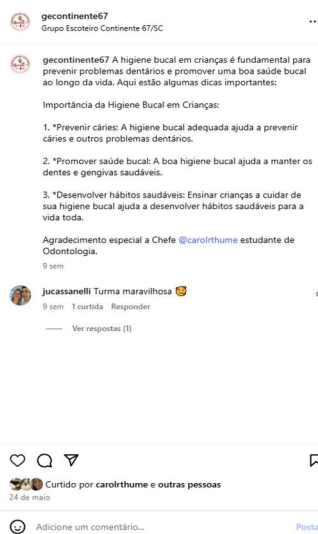 gecontinente67
Grupo Escoteiro Continente 67/SC
gecontinente67 A higiene bucal em crianças é fundamental para
prevenir problemas dentários e promover uma boa saúde bucal
ao longo da vida. Aqui estão algumas dicas importantes:
Importância da Higiene Bucal em Crianças:
1. *Prevenir cáries: A higiene bucal adequada ajuda a prevenir
cáries e outros problemas dentários.
2. *Promover saúde bucal: A boa higiene bucal ajuda a manter os
dentes e gengivas saudáveis.
3. *Desenvolver hábitos saudáveis: Ensinar crianças a cuidar de
sua higiene bucal ajuda a desenvolver hábitos saudáveis para a
vida toda.
Agradecimento especial a Chefe @carolrthume estudante de
Odontologia.
9 sem
jucassanelli Turma maravilhosa 🥰
9 sem 1 curtida Responder
Ver respostas (1)
Curtido por carolrthume e outras pessoas
24 de maio
Adicione um comentário...
Posta